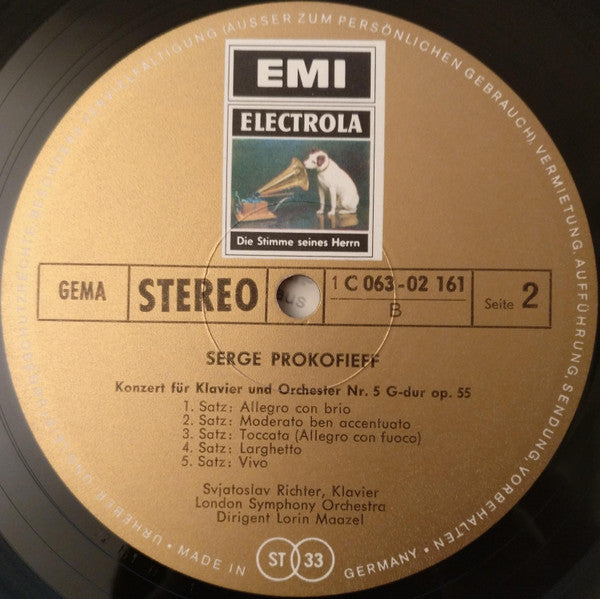 EMI
ELECTROLA
Die Stimme seines Herrn
GEMA
STEREO
1 C 063-02 161
B
Seite 2
SERGE PROKOFIEFF
Konzert für Klavier und Orchester Nr. 5 G-dur op. 55
1. Satz: Allegro con brio
2. Satz: Moderato ben accentuato
3. Satz: Toccata (Allegro con fuoco)
4. Satz: Larghetto
5. Satz: Vivo
Svjatoslav Richter, Klavier
London Symphony Orchestra
Dirigent Lorin Maazel
ST 33
MADE IN GERMANY
(AUSSER ZUM PERSÖNLICHEN GEBRAUCH), VERMIETUNG, AUFFÜHRUNG, SENDUNG, VORBEHALTEN